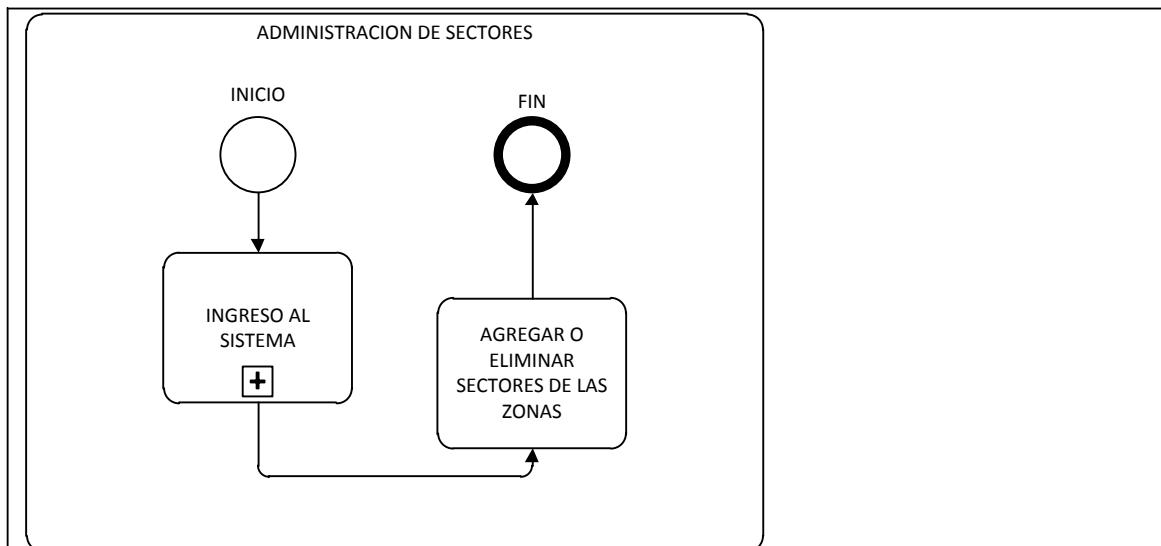 ADMINISTRACION DE SECTORES
INICIO
FIN
INGRESO AL
SISTEMA
AGREGAR O
ELIMINAR
SECTORES DE LAS
ZONAS